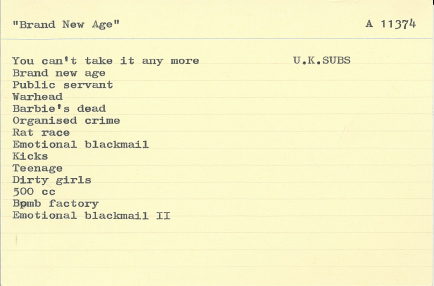 "Brand New Age" A 11374
You can't take it any more U.K.SUBS
Brand new age
Public servant
Warhead
Barbie's dead
Organised crime
Rat race
Emotional blackmail
Kicks
Teenage
Dirty girls
500 cc
Bomb factory
Emotional blackmail II